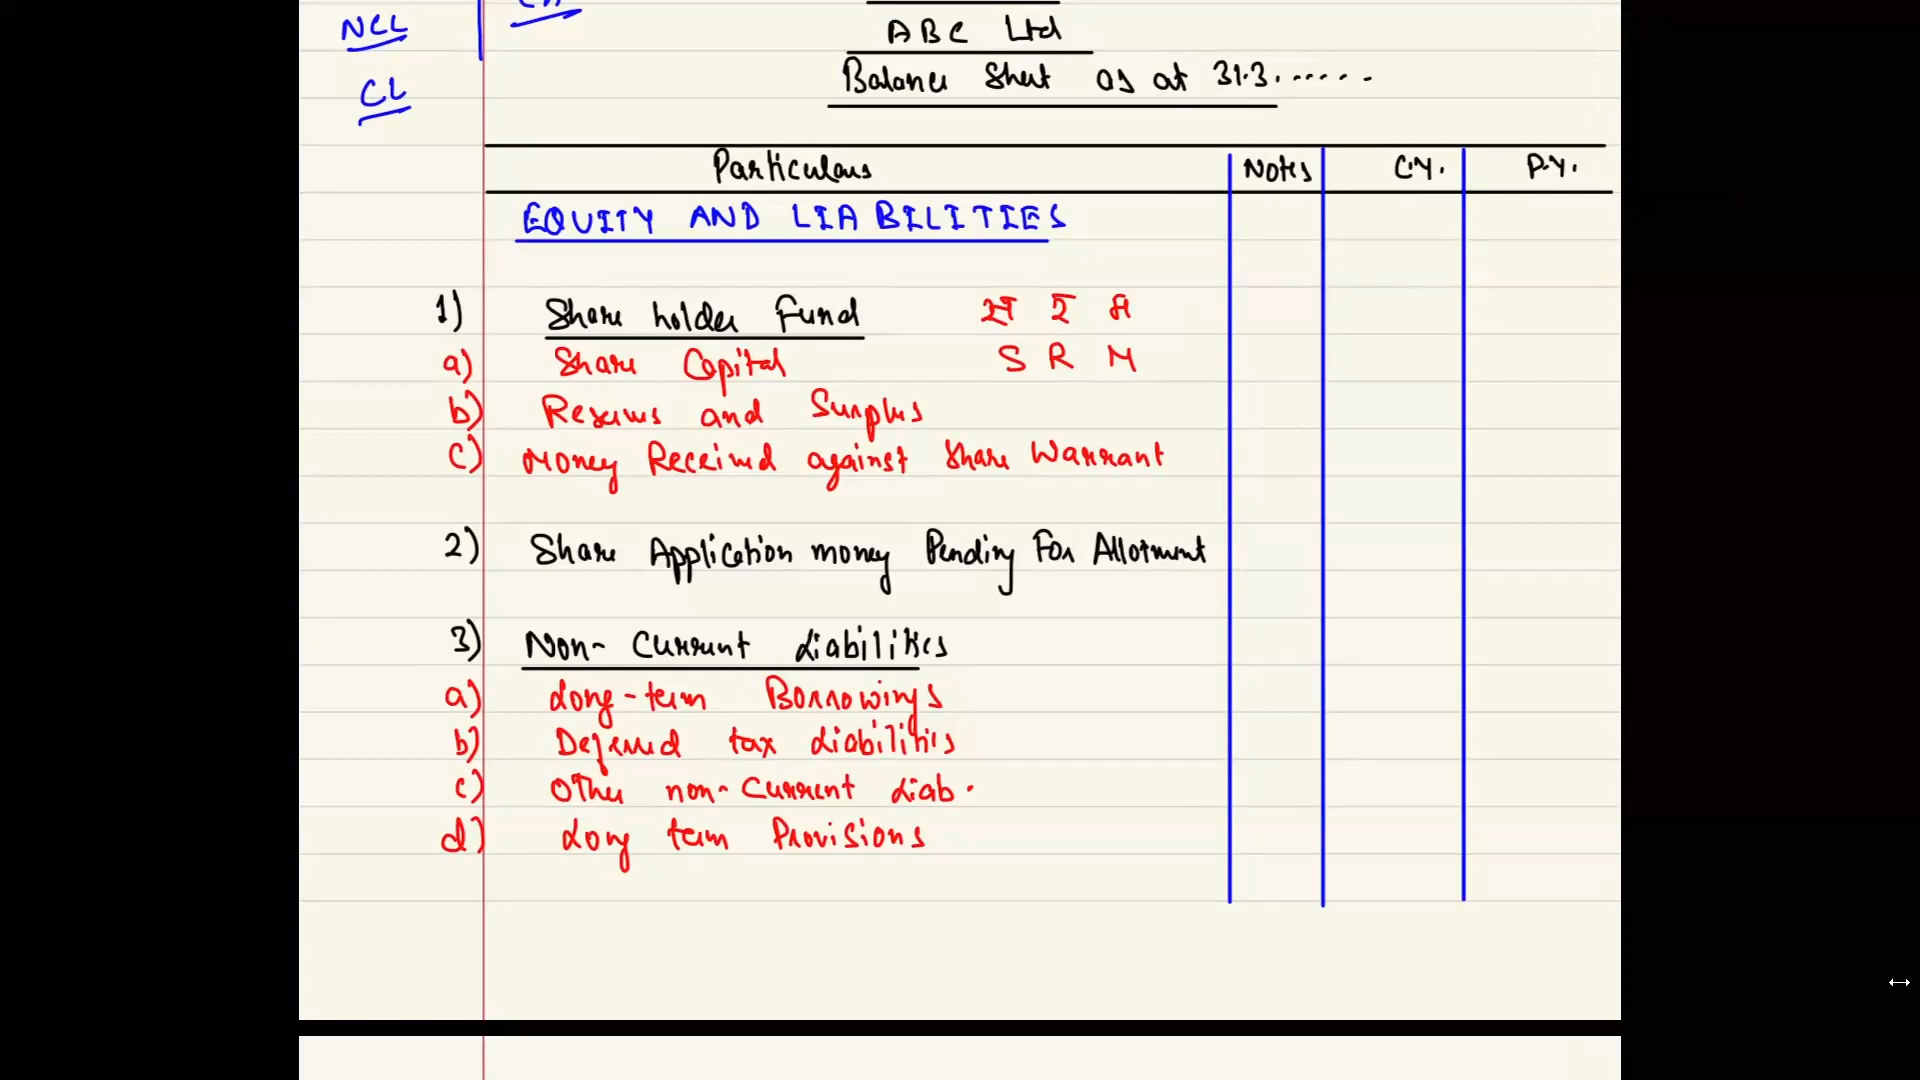 NCL
CL
ABC Ltd
Balance Sheet as at 31.3.......
Particulars Notes C.Y. P.Y.
EQUITY AND LIABILITIES
1) Share holder Fund स र म
a) Share Capital S R M
b) Reserves and Surplus
c) Money Received against Share Warrant
2) Share Application money Pending For Allotment
3) Non-Current Liabilities
a) Long-term Borrowings
b) Deferred tax Liabilities
c) Other non-Current Liab.
d) Long term Provisions